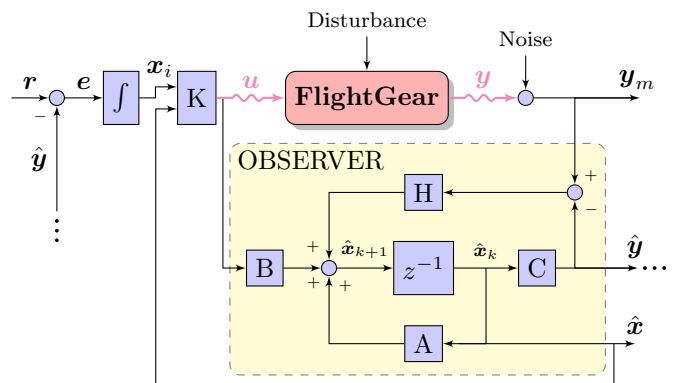 Disturbance
Noise
r
−
e
∫
x_i
K
u
FlightGear
y
y_m
ŷ
⋮
OBSERVER
H
+
−
B
+
+
+
x̂_{k+1}
z^{−1}
x̂_k
C
ŷ
...
A
x̂